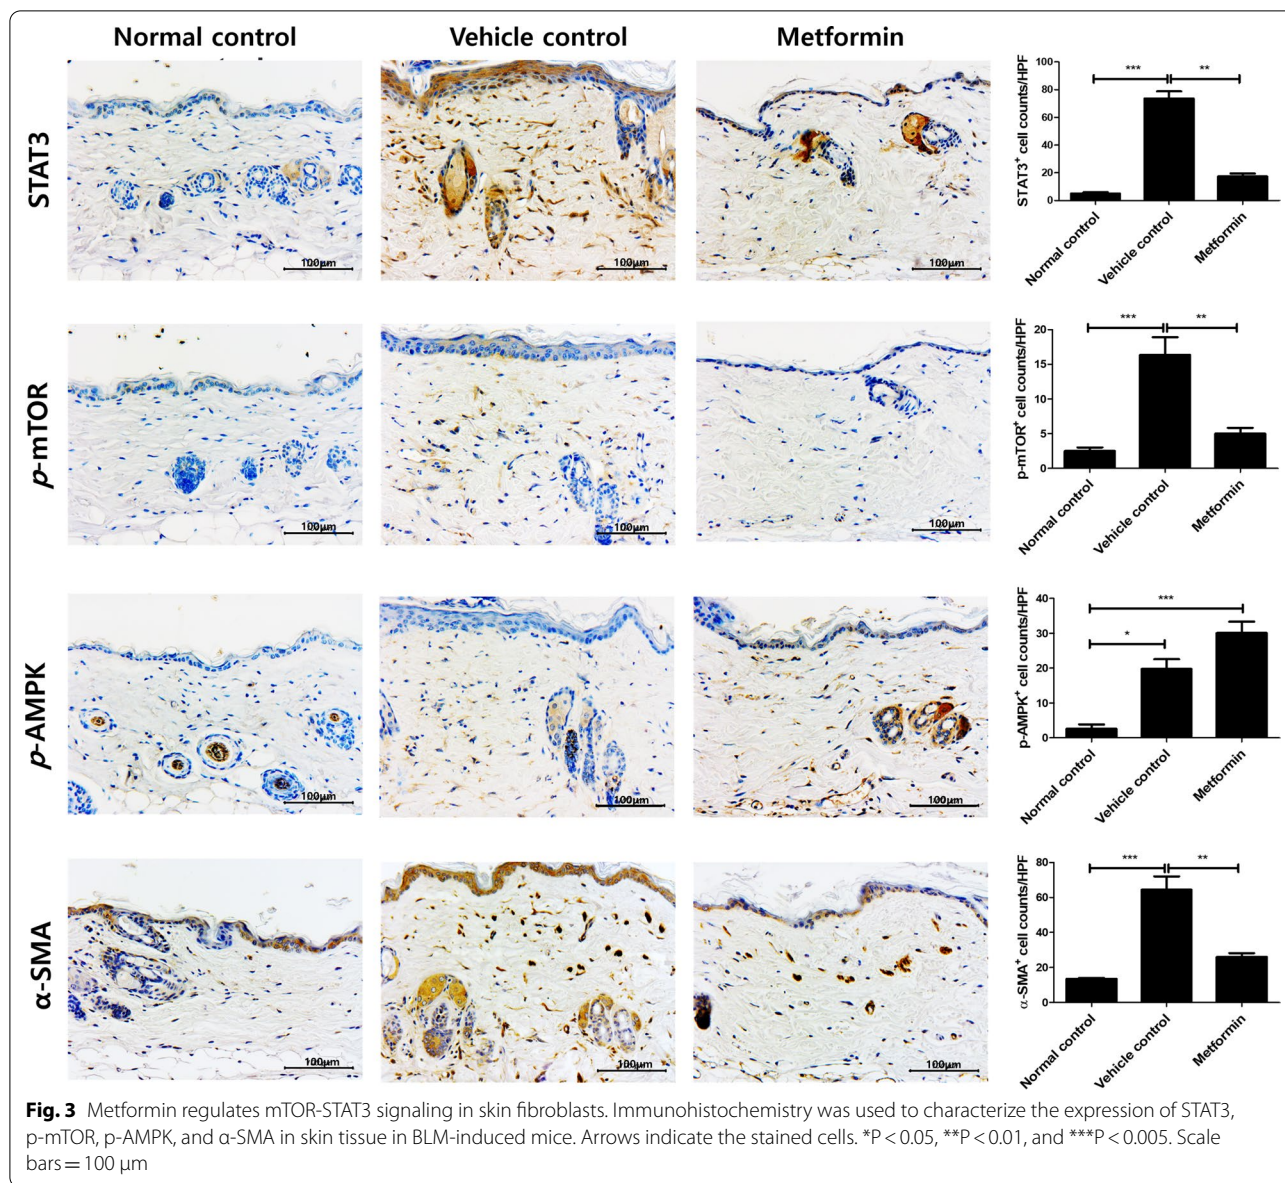 Normal control
Vehicle control
Metformin
STAT3
100µm
100µm
100µm
STAT3⁺ cell counts/HPF
100
80
60
40
20
0
***
**
Normal control
Vehicle control
Metformin
p-mTOR
100µm
100µm
100µm
p-mTOR⁺ cell counts/HPF
20
15
10
5
0
***
**
Normal control
Vehicle control
Metformin
p-AMPK
100µm
100µm
100µm
p-AMPK⁺ cell counts/HPF
40
30
20
10
0
***
*
Normal control
Vehicle control
Metformin
α-SMA
100µm
100µm
100µm
α-SMA⁺ cell counts/HPF
80
60
40
20
0
***
**
Normal control
Vehicle control
Metformin
Fig. 3 Metformin regulates mTOR-STAT3 signaling in skin fibroblasts. Immunohistochemistry was used to characterize the expression of STAT3,
p-mTOR, p-AMPK, and α-SMA in skin tissue in BLM-induced mice. Arrows indicate the stained cells. *P < 0.05, **P < 0.01, and ***P < 0.005. Scale
bars = 100 µm